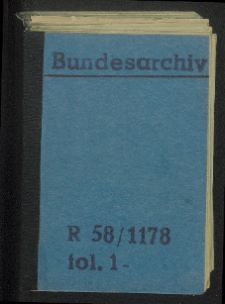 Bundesarchiv
R 58/1178
fol. 1-